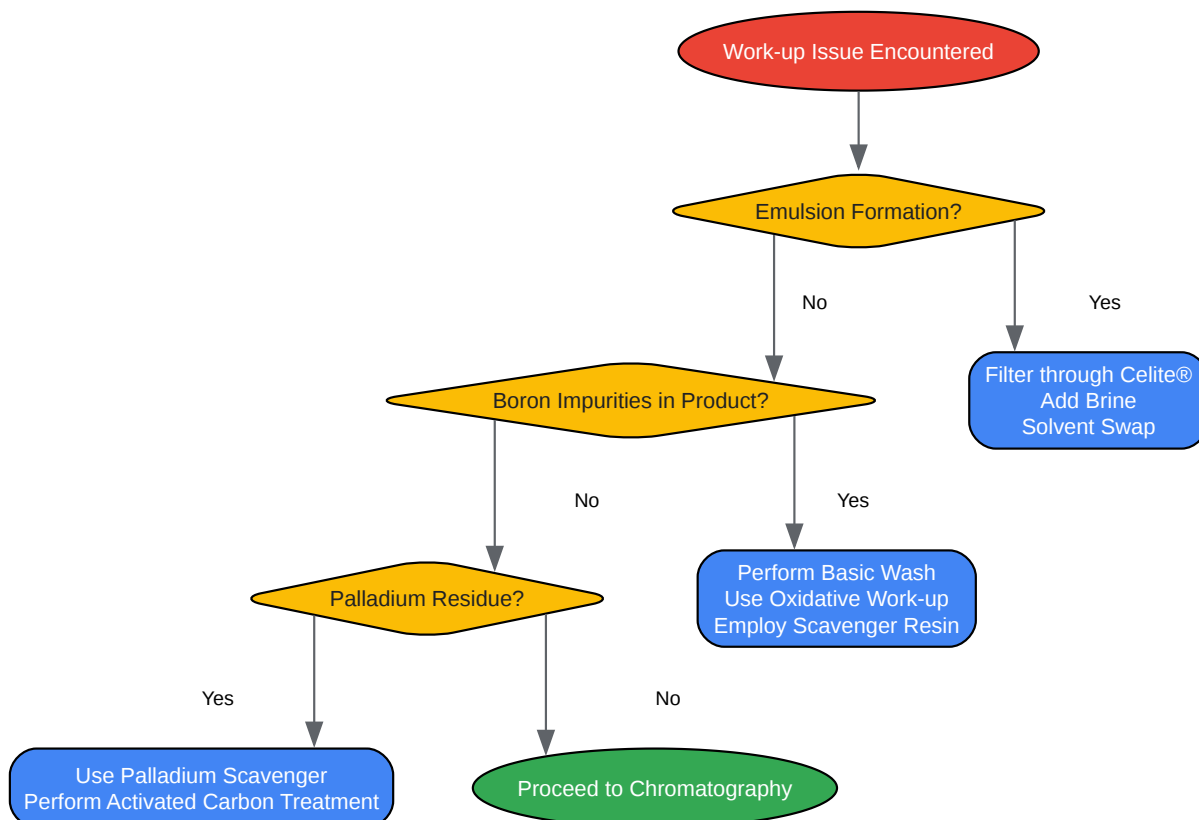 Work-up Issue Encountered
Emulsion Formation?
No
Yes
Filter through Celite®
Add Brine
Solvent Swap
Boron Impurities in Product?
No
Yes
Perform Basic Wash
Use Oxidative Work-up
Employ Scavenger Resin
Palladium Residue?
Yes
No
Use Palladium Scavenger
Perform Activated Carbon Treatment
Proceed to Chromatography